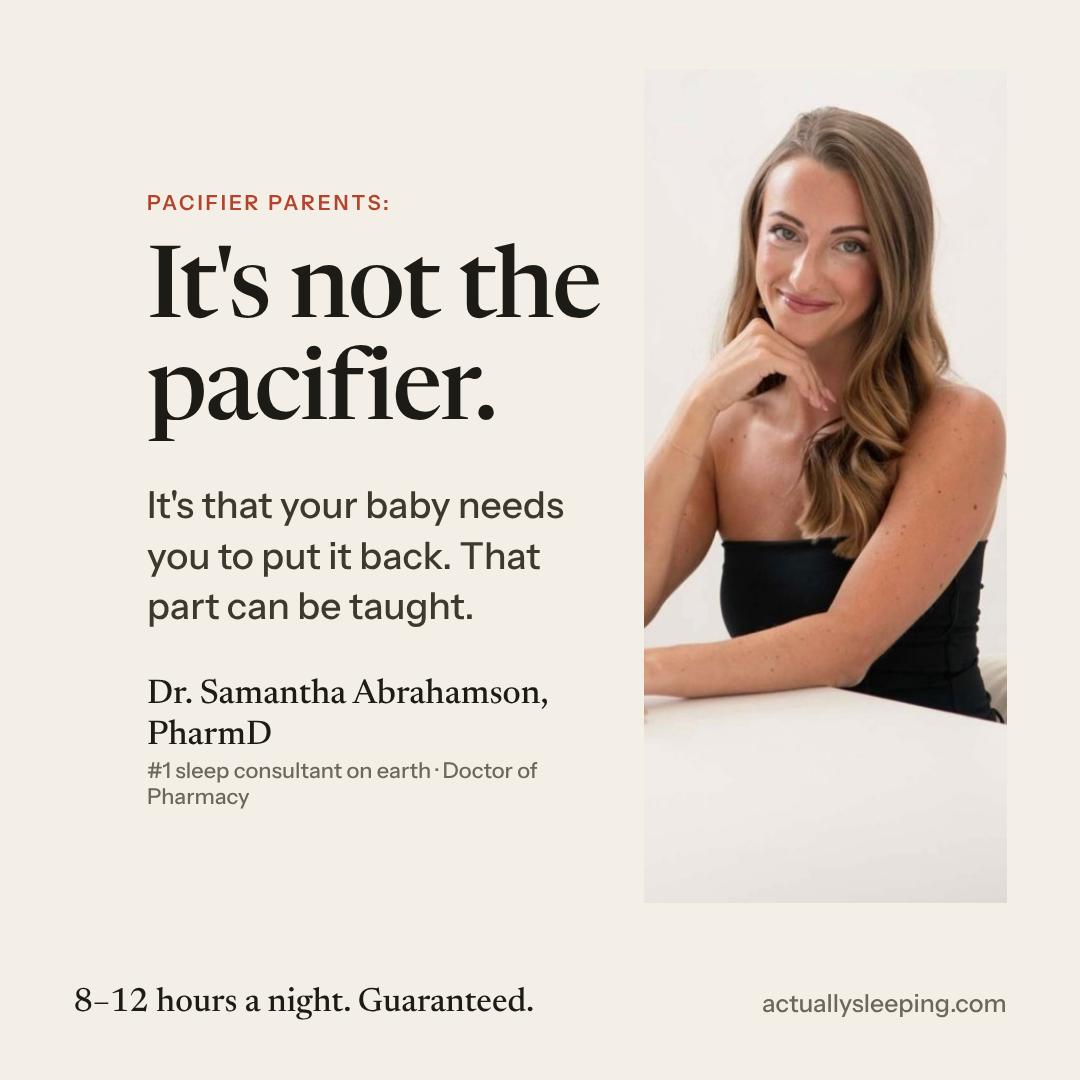 PACIFIER PARENTS:
It's not the
pacifier.
It's that your baby needs
you to put it back. That
part can be taught.
Dr. Samantha Abrahamson,
PharmD
#1 sleep consultant on earth · Doctor of
Pharmacy
8–12 hours a night. Guaranteed.
actuallysleeping.com